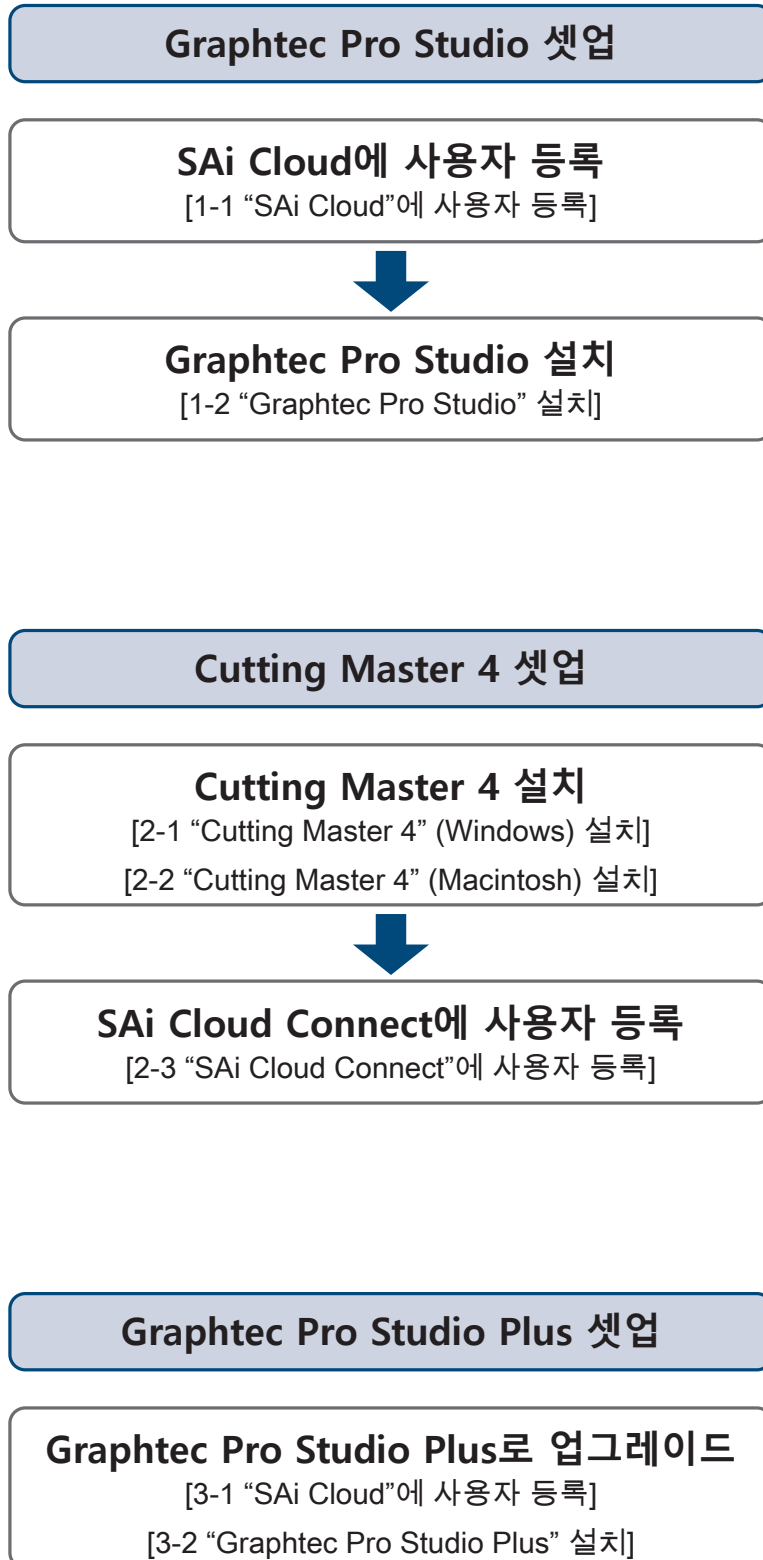 Graphtec Pro Studio 셋업
SAi Cloud에 사용자 등록
[1-1 “SAi Cloud”에 사용자 등록]
Graphtec Pro Studio 설치
[1-2 “Graphtec Pro Studio” 설치]
Cutting Master 4 셋업
Cutting Master 4 설치
[2-1 “Cutting Master 4” (Windows) 설치]
[2-2 “Cutting Master 4” (Macintosh) 설치]
SAi Cloud Connect에 사용자 등록
[2-3 “SAi Cloud Connect”에 사용자 등록]
Graphtec Pro Studio Plus 셋업
Graphtec Pro Studio Plus로 업그레이드
[3-1 “SAi Cloud”에 사용자 등록]
[3-2 “Graphtec Pro Studio Plus” 설치]